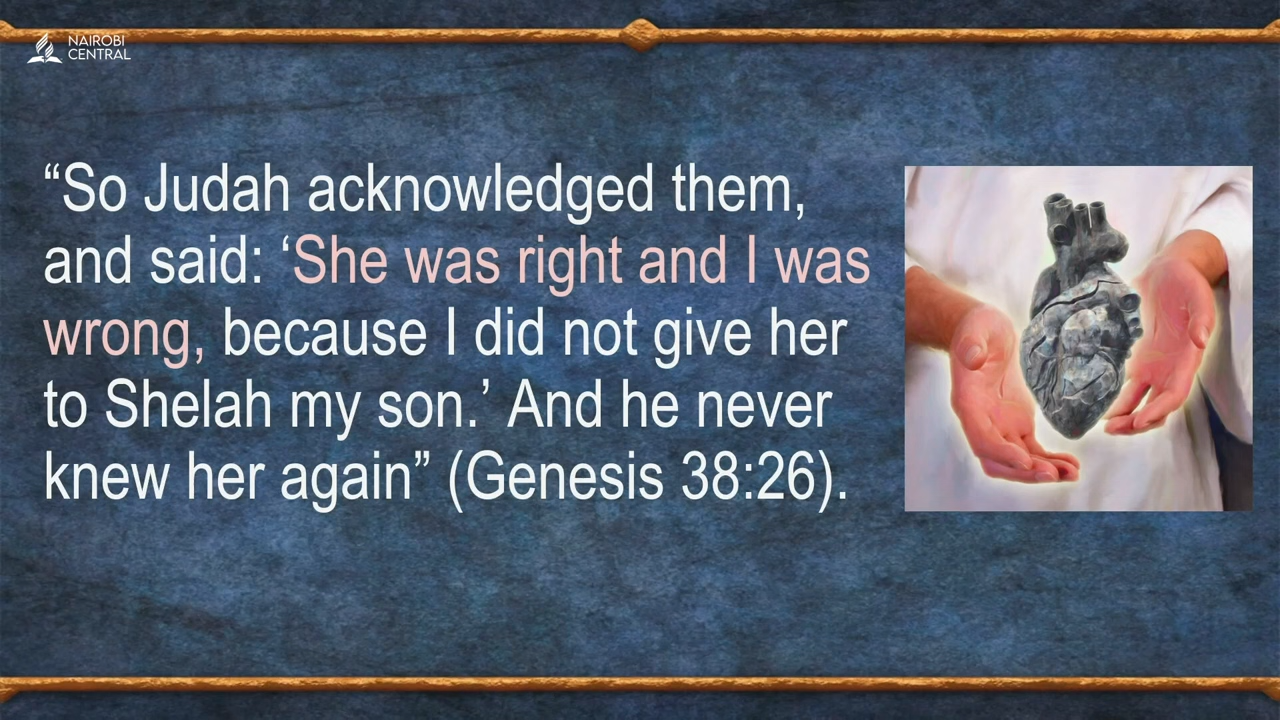 NAIROBI
CENTRAL
“So Judah acknowledged them,
and said: ‘She was right and I was
wrong, because I did not give her
to Shelah my son.’ And he never
knew her again” (Genesis 38:26).